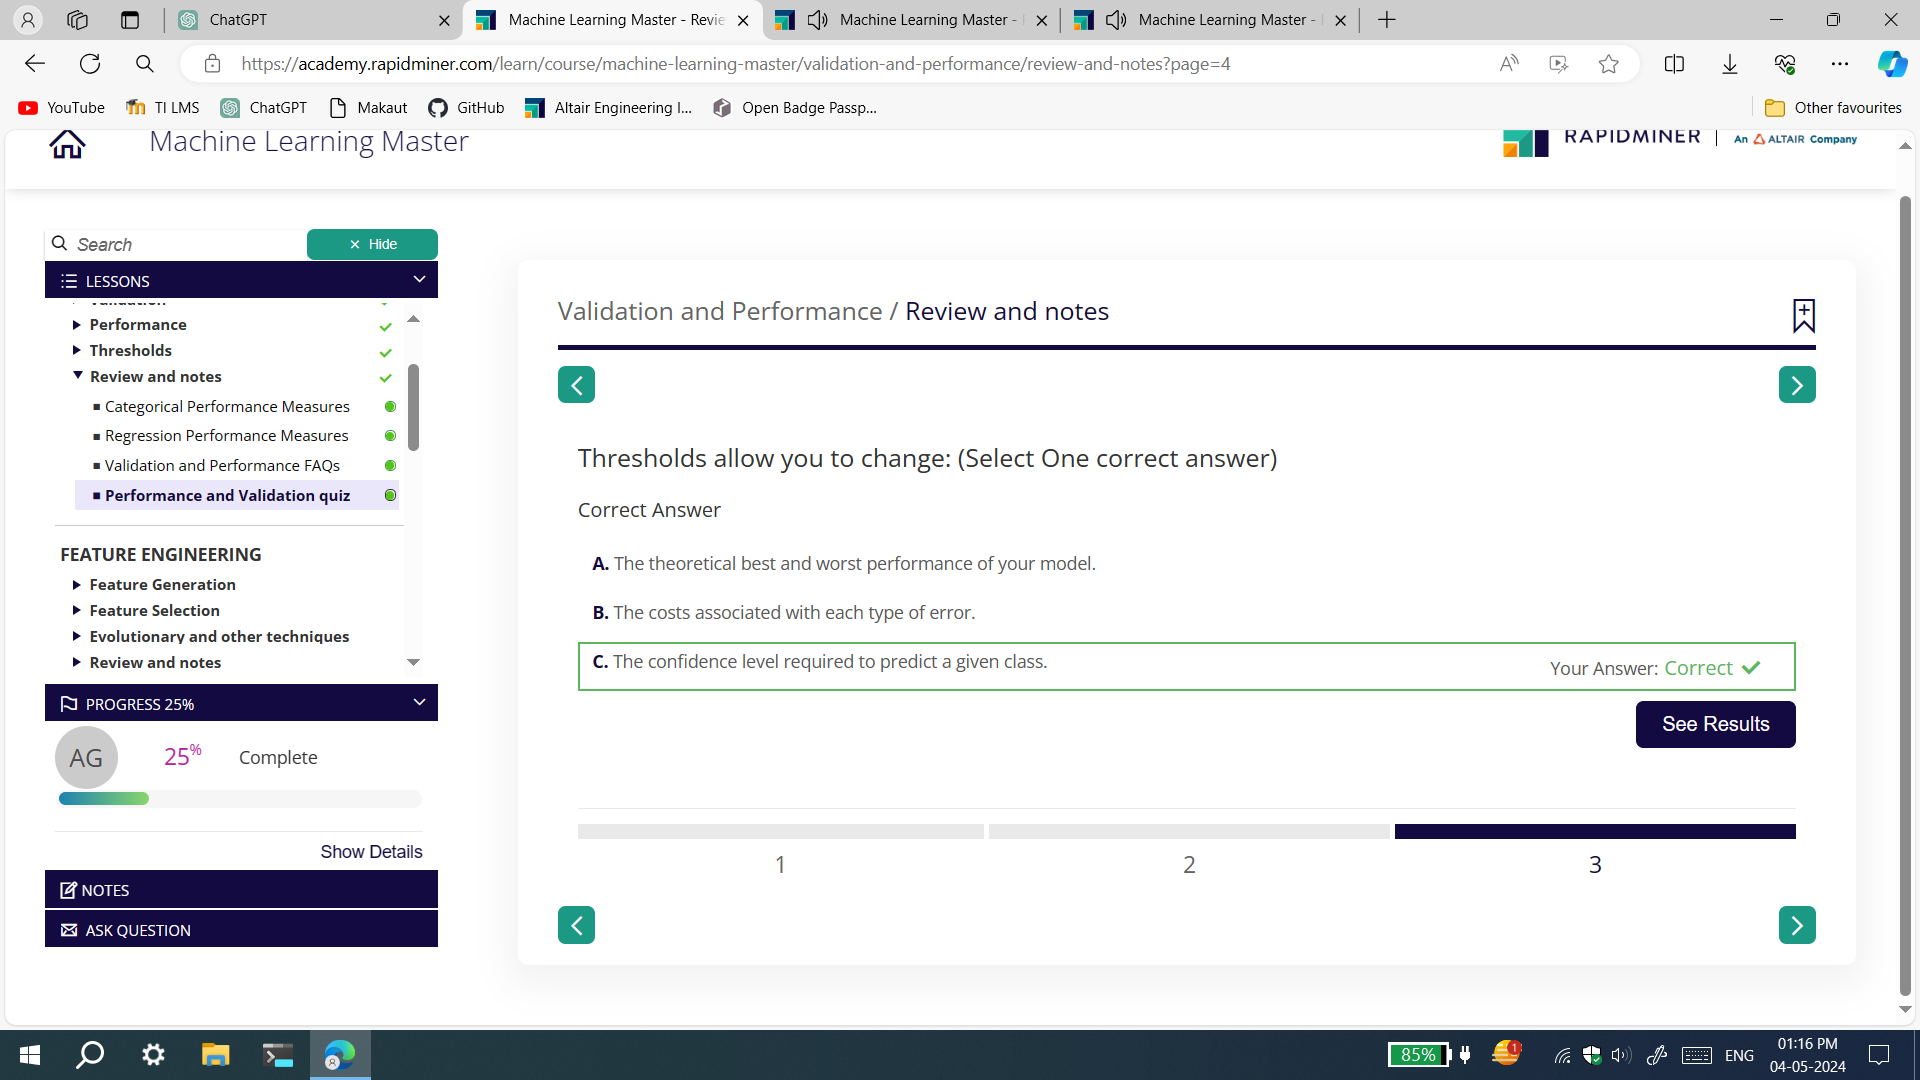 ChatGPT
Machine Learning Master - Revie
Machine Learning Master -
Machine Learning Master -
https://academy.rapidminer.com/learn/course/machine-learning-master/validation-and-performance/review-and-notes?page=4
YouTube
TI LMS
ChatGPT
Makaut
GitHub
Altair Engineering I...
Open Badge Passp...
Other favourites
Machine Learning Master
RAPIDMINER | An ALTAIR Company
Search
× Hide
LESSONS
Validation
Performance
Thresholds
Review and notes
Categorical Performance Measures
Regression Performance Measures
Validation and Performance FAQs
Performance and Validation quiz
FEATURE ENGINEERING
Feature Generation
Feature Selection
Evolutionary and other techniques
Review and notes
PROGRESS 25%
AG
25% Complete
Show Details
NOTES
ASK QUESTION
Validation and Performance / Review and notes
Thresholds allow you to change: (Select One correct answer)
Correct Answer
A. The theoretical best and worst performance of your model.
B. The costs associated with each type of error.
C. The confidence level required to predict a given class.
Your Answer: Correct
See Results
1
2
3
85%
1
ENG
01:16 PM
04-05-2024